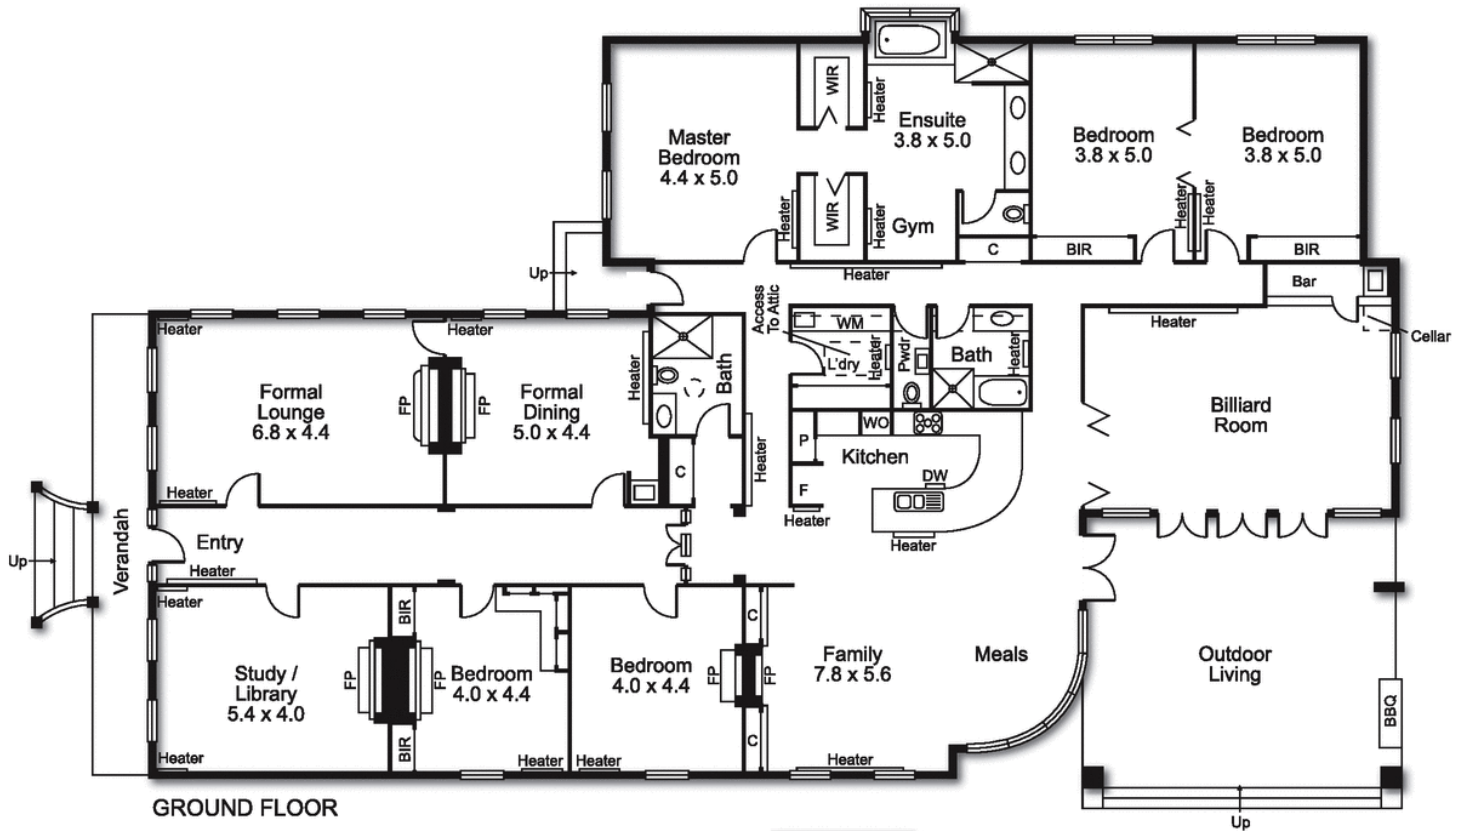 WIR
Heater
Ensuite
3.8 x 5.0
Master
Bedroom
4.4 x 5.0
Bedroom
3.8 x 5.0
Bedroom
3.8 x 5.0
Heater
WIR
Heater
Gym
Heater
Heater
C
BIR
BIR
Up
Heater
Bar
Access
To Attic
Heater
Heater
WM
Heater
Cellar
L'dry
Heater
Pwdr
Bath
Heater
Heater
Bath
Formal
Lounge
6.8 x 4.4
FP
FP
Formal
Dining
5.0 x 4.4
Billiard
Room
WO
P
Kitchen
C
Heater
DW
F
Heater
Heater
Heater
Verandah
Entry
Up
Heater
Heater
BIR
C
Study /
Library
5.4 x 4.0
FP
FP
Bedroom
4.0 x 4.4
Bedroom
4.0 x 4.4
FP
FP
Family
7.8 x 5.6
Meals
Outdoor
Living
BBQ
BIR
C
Heater
Heater
Heater
Heater
GROUND FLOOR
Up